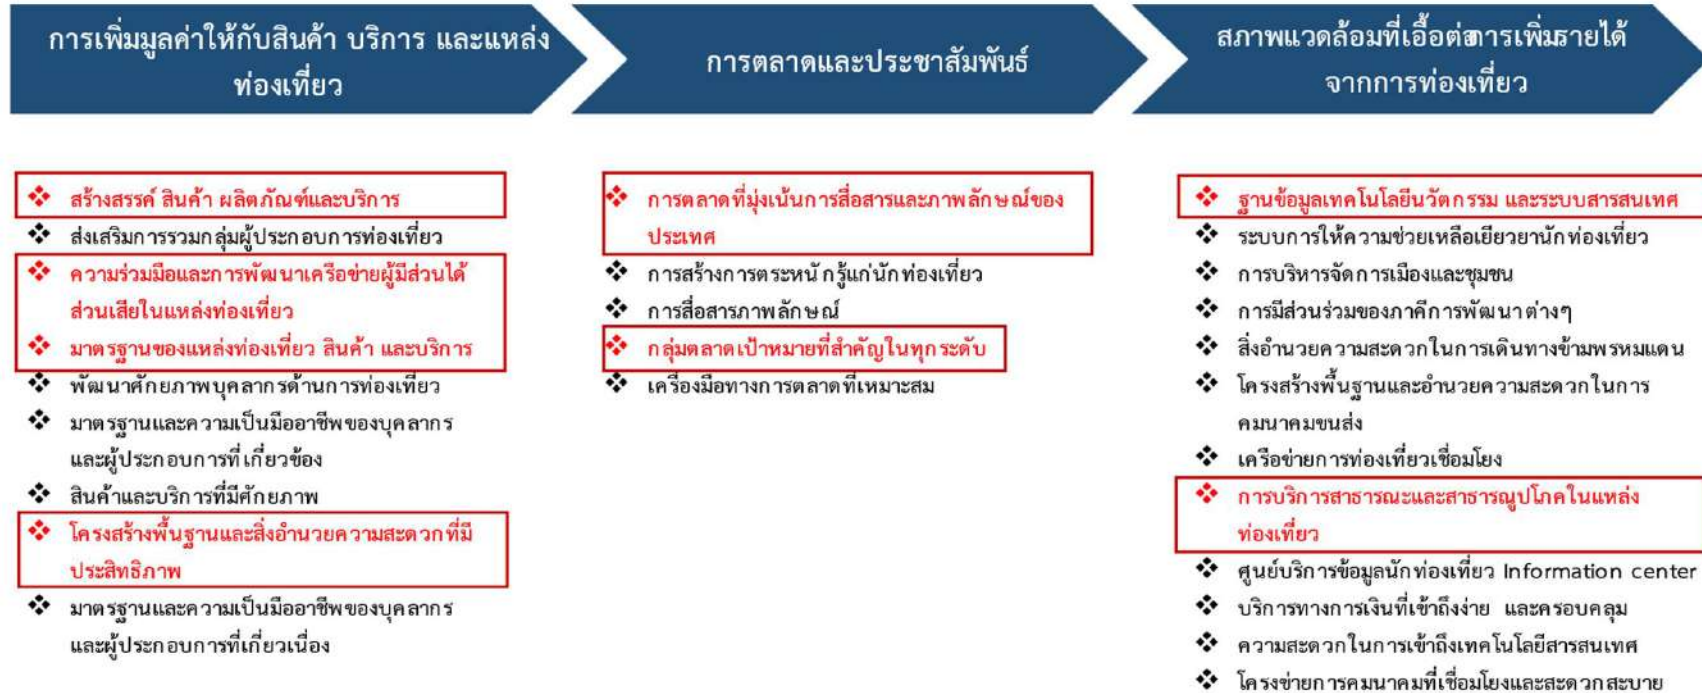 การเพิ่มมูลค่าให้กับสินค้า บริการ และแหล่ง
ท่องเที่ยว
การตลาดและประชาสัมพันธ์
สภาพแวดล้อมที่เอื้อต่อการเพิ่มรายได้
จากการท่องเที่ยว
❖ สร้างสรรค์ สินค้า ผลิตภัณฑ์และบริการ
❖ ส่งเสริมการรวมกลุ่มผู้ประกอบการท่องเที่ยว
❖ ความร่วมมือและการพัฒนาเครือข่ายผู้มีส่วนได้
ส่วนเสียในแหล่งท่องเที่ยว
❖ มาตรฐานของแหล่งท่องเที่ยว สินค้า และบริการ
❖ พัฒนาศักยภาพบุคลากรด้านการท่องเที่ยว
❖ มาตรฐานและความเป็นมืออาชีพของบุคลากร
และผู้ประกอบการที่เกี่ยวข้อง
❖ สินค้าและบริการที่มีศักยภาพ
❖ โครงสร้างพื้นฐานและสิ่งอำนวยความสะดวกที่มี
ประสิทธิภาพ
❖ มาตรฐานและความเป็นมืออาชีพของบุคลากร
และผู้ประกอบการที่เกี่ยวเนื่อง
❖ การตลาดที่มุ่งเน้นการสื่อสารและภาพลักษณ์ของ
ประเทศ
❖ การสร้างการตระหนักรู้แก่นักท่องเที่ยว
❖ การสื่อสารภาพลักษณ์
❖ กลุ่มตลาดเป้าหมายที่สำคัญในทุกระดับ
❖ เครื่องมือทางการตลาดที่เหมาะสม
❖ ฐานข้อมูลเทคโนโลยีนวัตกรรม และระบบสารสนเทศ
❖ ระบบการให้ความช่วยเหลือเยียวยานักท่องเที่ยว
❖ การบริหารจัดการเมืองและชุมชน
❖ การมีส่วนร่วมของภาคีการพัฒนาต่างๆ
❖ สิ่งอำนวยความสะดวกในการเดินทางข้ามพรหมแดน
❖ โครงสร้างพื้นฐานและอำนวยความสะดวกในการ
คมนาคมขนส่ง
❖ เครือข่ายการท่องเที่ยวเชื่อมโยง
❖ การบริการสาธารณะและสาธารณูปโภคในแหล่ง
ท่องเที่ยว
❖ ศูนย์บริการข้อมูลนักท่องเที่ยว Information center
❖ บริการทางการเงินที่เข้าถึงง่าย และครอบคลุม
❖ ความสะดวกในการเข้าถึงเทคโนโลยีสารสนเทศ
❖ โครงข่ายการคมนาคมที่เชื่อมโยงและสะดวกสะบาย